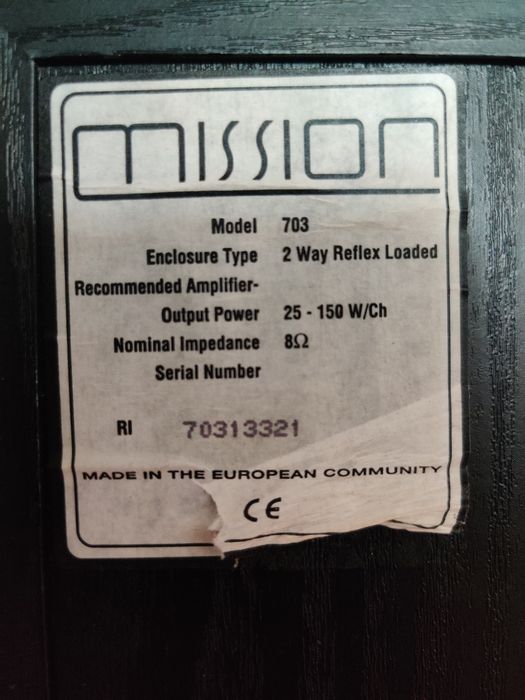 mission
Model 703
Enclosure Type 2 Way Reflex Loaded
Recommended Amplifier-
Output Power 25 - 150 W/Ch
Nominal Impedance 8Ω
Serial Number
RI 70313321
MADE IN THE EUROPEAN COMMUNITY
CE